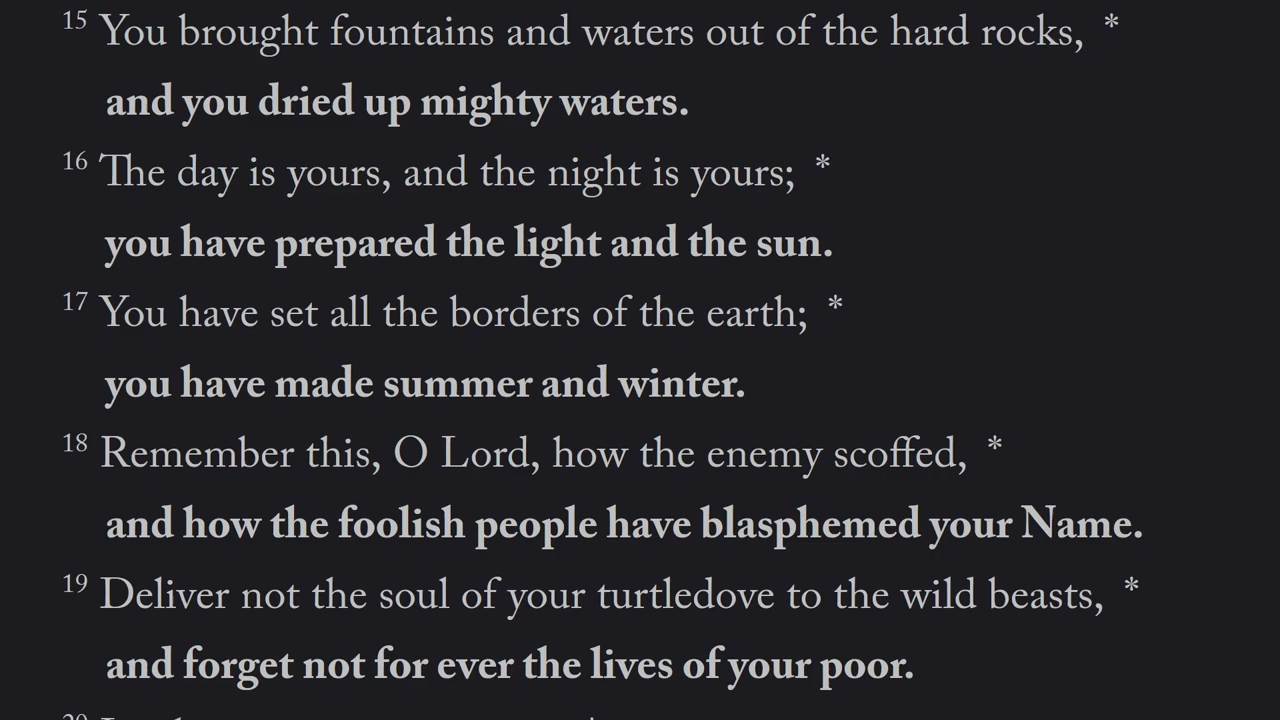 15 You brought fountains and waters out of the hard rocks, *
and you dried up mighty waters.
16 The day is yours, and the night is yours; *
you have prepared the light and the sun.
17 You have set all the borders of the earth; *
you have made summer and winter.
18 Remember this, O Lord, how the enemy scoffed, *
and how the foolish people have blasphemed your Name.
19 Deliver not the soul of your turtledove to the wild beasts, *
and forget not for ever the lives of your poor.